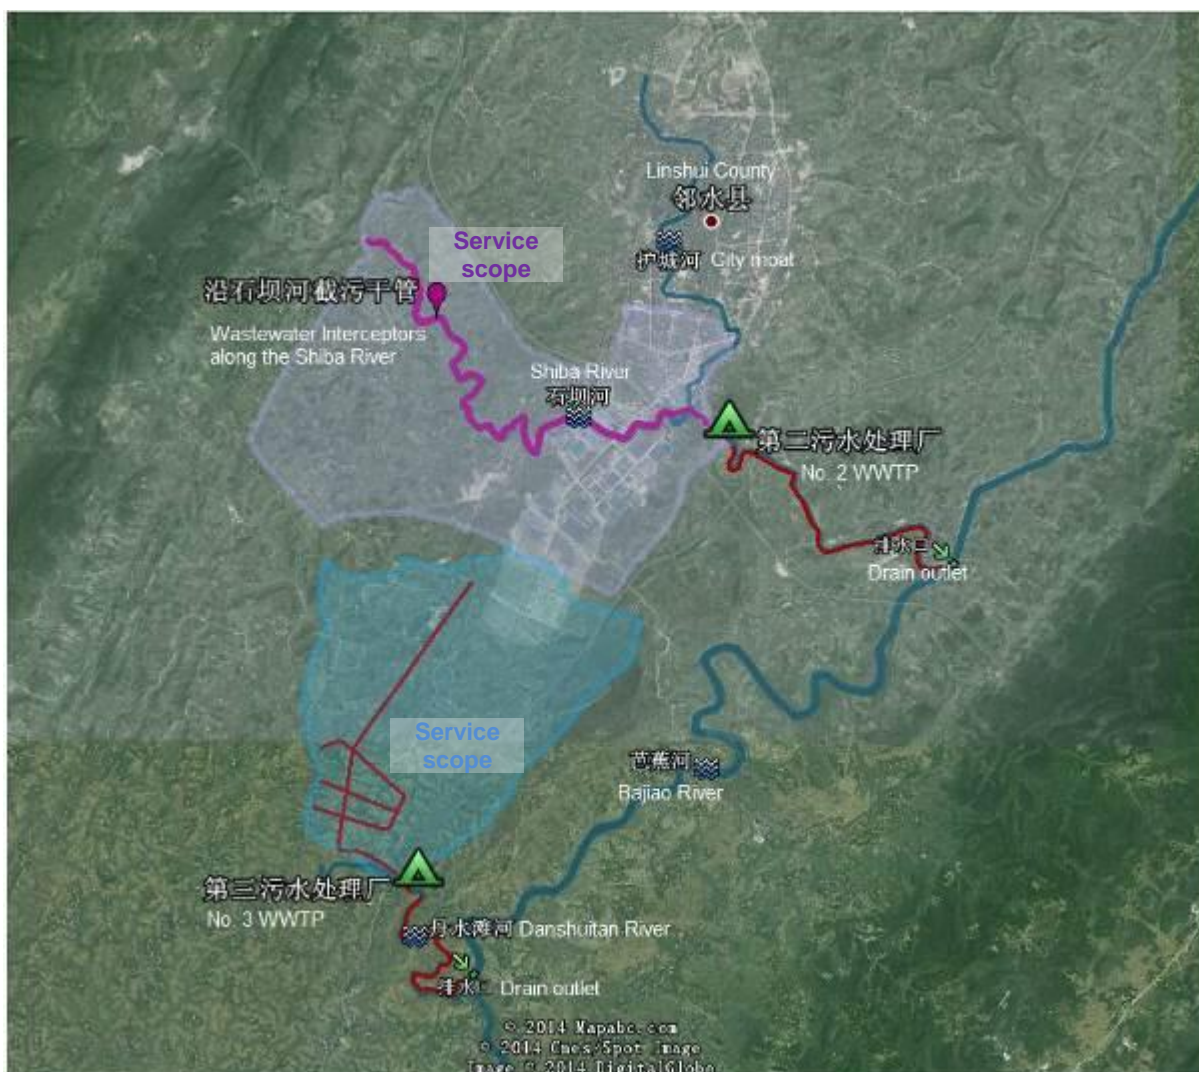 Linshui County
邻水县
Service
scope
护城河 City moat
沿石坝河截污干管
Wastewater Interceptors
along the Shiba River
Shiba River
石坝河
第二污水处理厂
No. 2 WWTP
排水口
Drain outlet
Service
scope
芭蕉河
Bajiao River
第三污水处理厂
No. 3 WWTP
丹水滩河 Danshuitan River
排水口 Drain outlet
© 2014 Mapabc.com
© 2014 Cnes/Spot Image
Image © 2014 DigitalGlobe